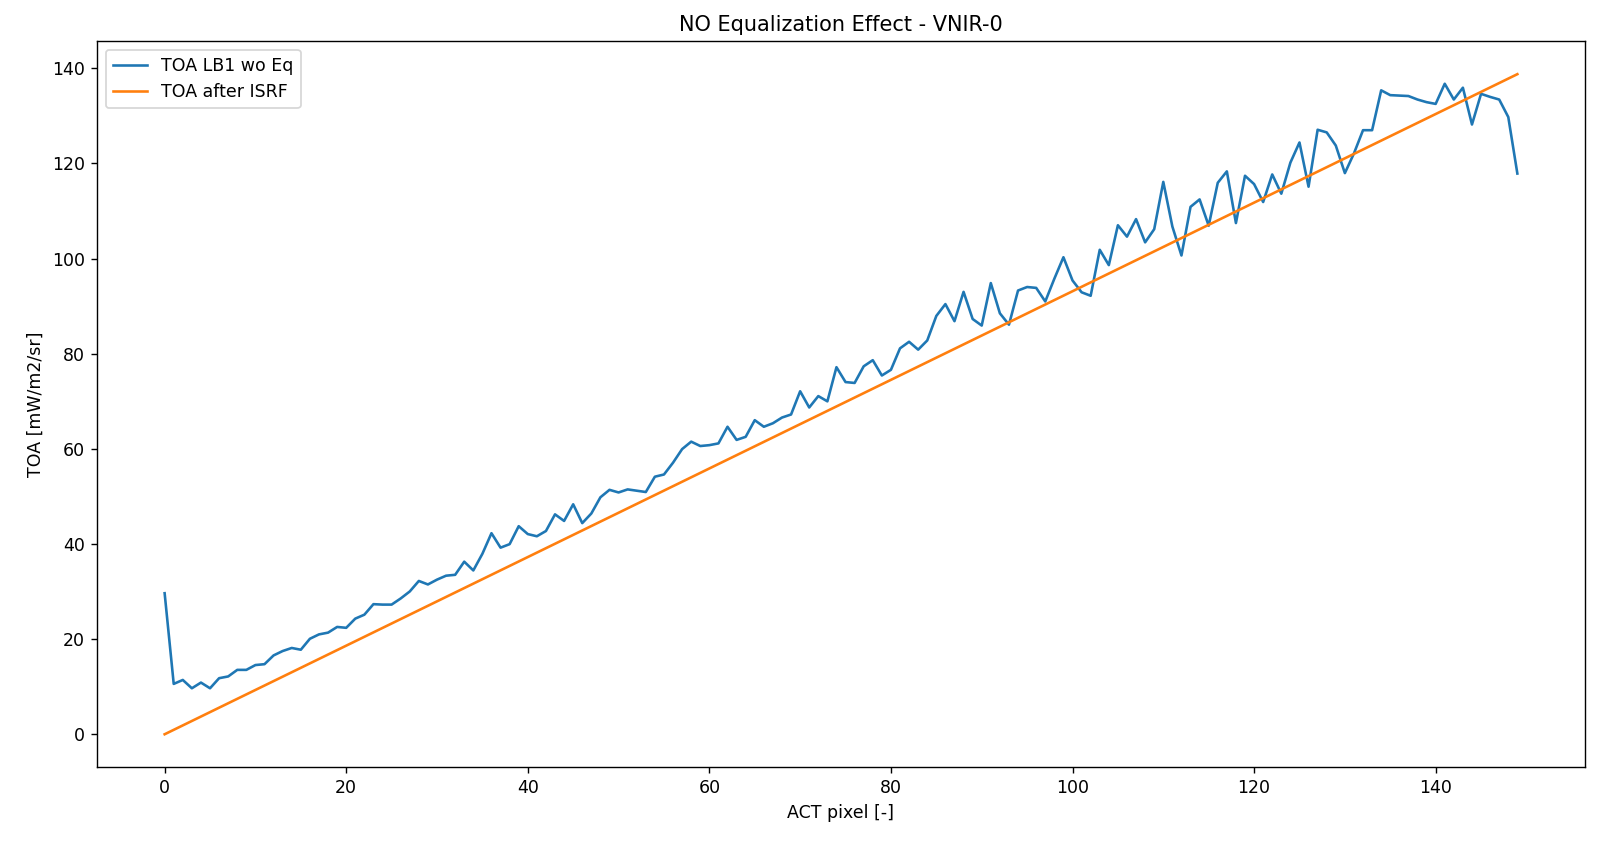 NO Equalization Effect - VNIR-0
TOA LB1 wo Eq
TOA after ISRF
TOA [mW/m2/sr]
140
120
100
80
60
40
20
0
0 20 40 60 80 100 120 140
ACT pixel [-]